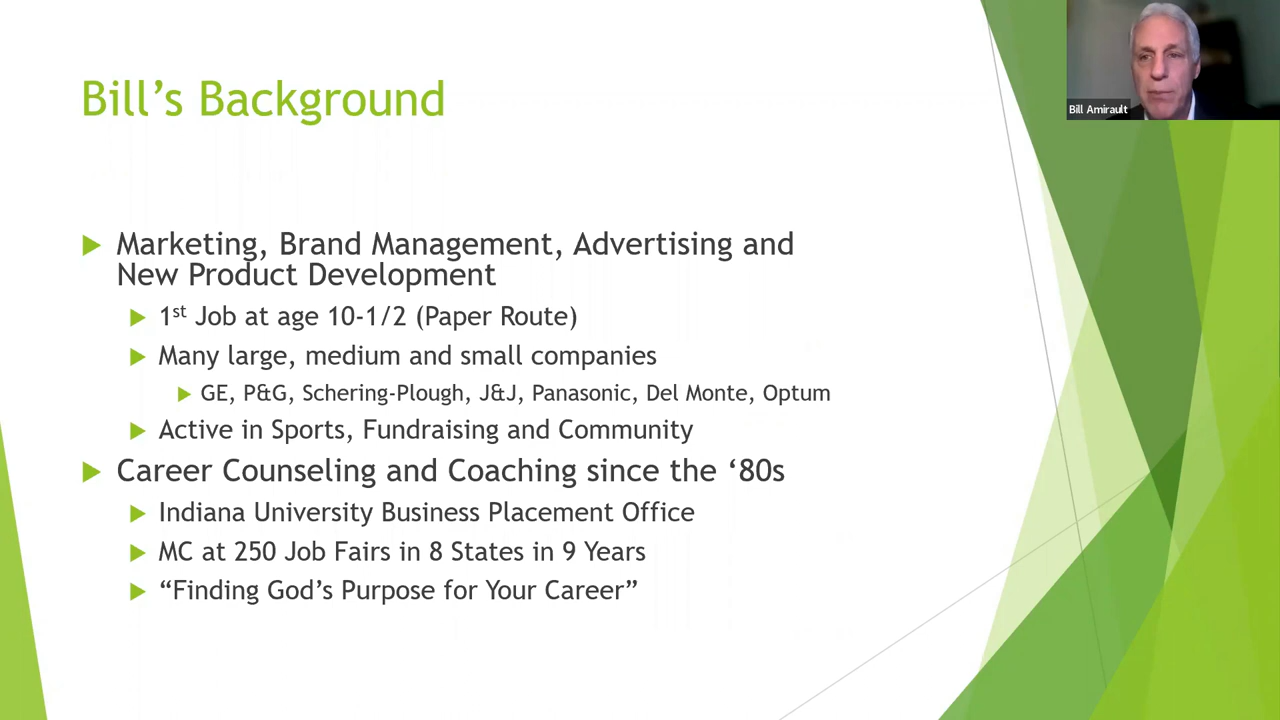 Bill’s Background
Bill Amirault
Marketing, Brand Management, Advertising and
New Product Development
1st Job at age 10-1/2 (Paper Route)
Many large, medium and small companies
GE, P&G, Schering-Plough, J&J, Panasonic, Del Monte, Optum
Active in Sports, Fundraising and Community
Career Counseling and Coaching since the ‘80s
Indiana University Business Placement Office
MC at 250 Job Fairs in 8 States in 9 Years
“Finding God’s Purpose for Your Career”